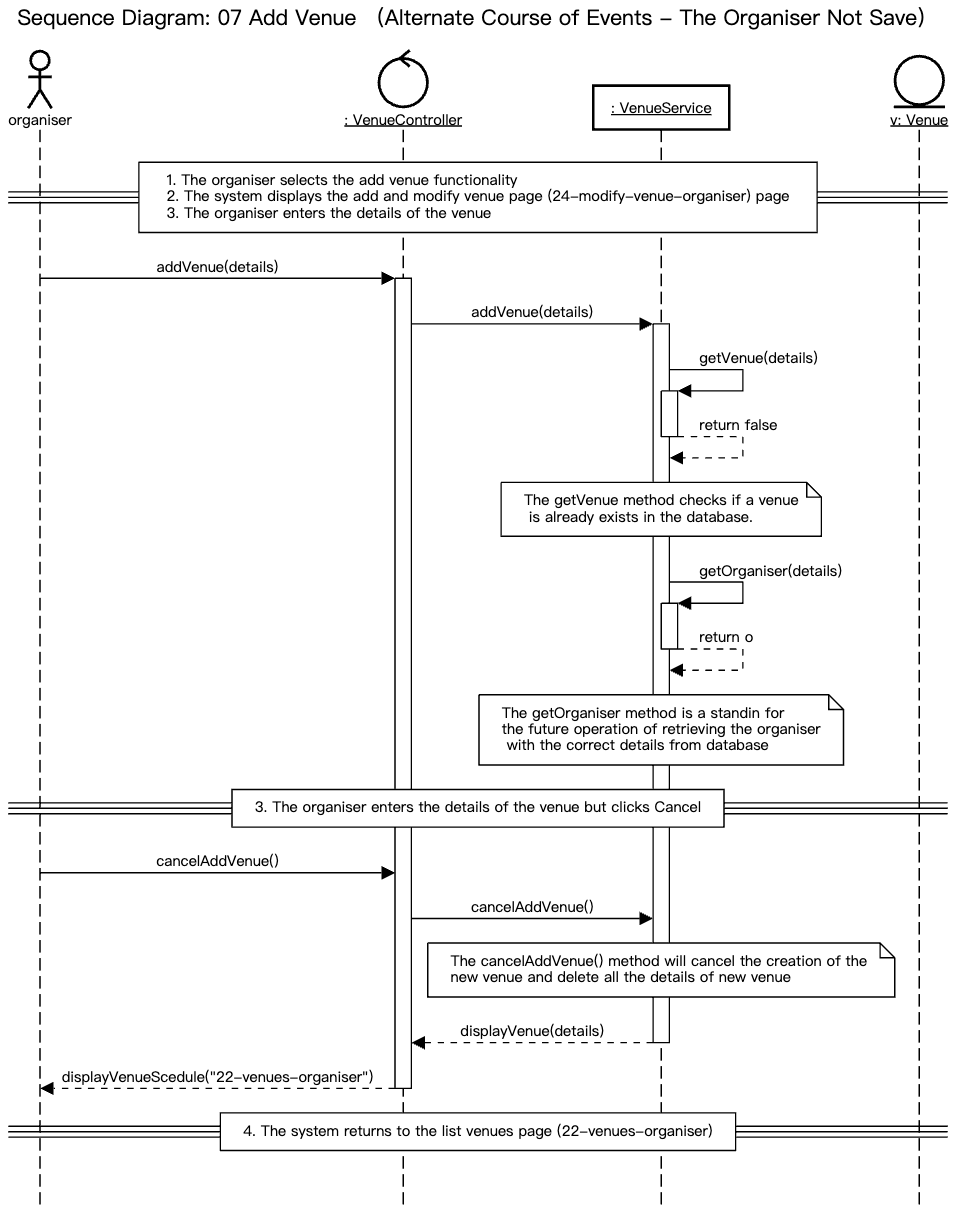 Sequence Diagram: 07 Add Venue (Alternate Course of Events – The Organiser Not Save)
organiser
: VenueController
: VenueService
v: Venue
1. The organiser selects the add venue functionality
2. The system displays the add and modify venue page (24–modify–venue–organiser) page
3. The organiser enters the details of the venue
addVenue(details)
addVenue(details)
getVenue(details)
return false
The getVenue method checks if a venue
is already exists in the database.
getOrganiser(details)
return o
The getOrganiser method is a standin for
the future operation of retrieving the organiser
with the correct details from database
3. The organiser enters the details of the venue but clicks Cancel
cancelAddVenue()
cancelAddVenue()
The cancelAddVenue() method will cancel the creation of the
new venue and delete all the details of new venue
displayVenue(details)
displayVenueScedule("22–venues–organiser")
4. The system returns to the list venues page (22–venues–organiser)